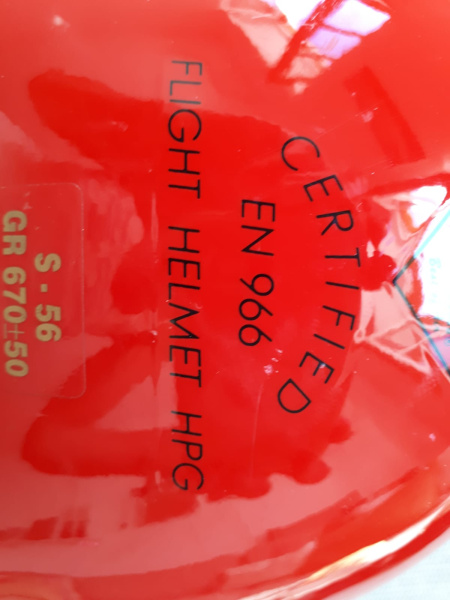 CERTIFIED
EN 966
FLIGHT HELMET HPG
S - 56
GR 670±50